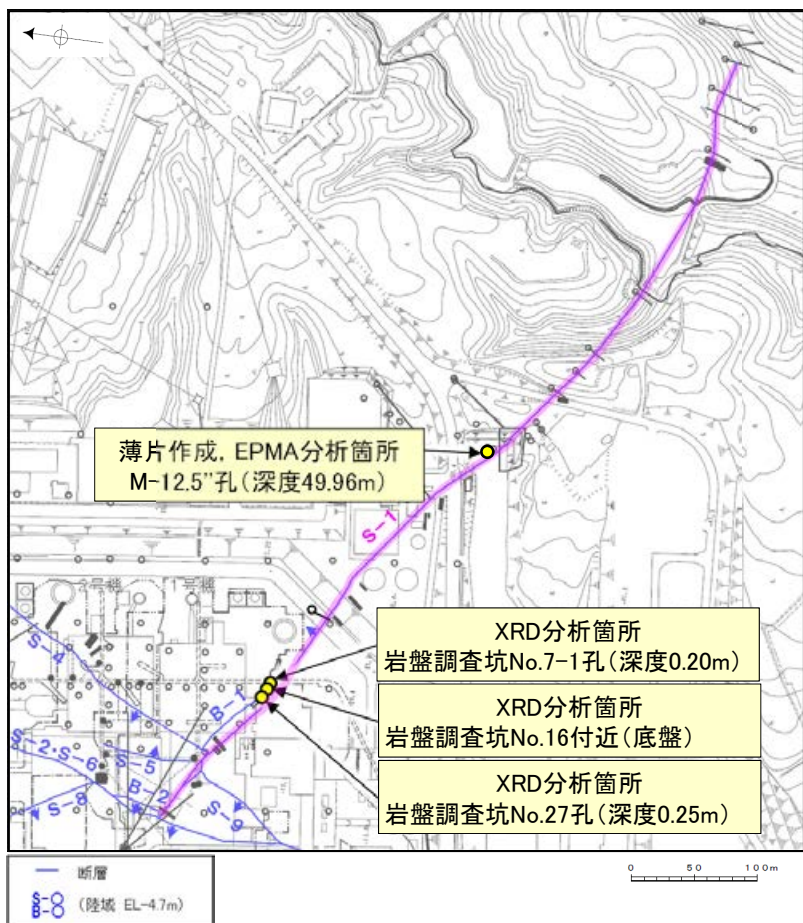 薄片作成, EPMA分析箇所
M-12.5”孔(深度49.96m)
S-1
2号機
1号機
XRD分析箇所
岩盤調査坑No.7-1孔(深度0.20m)
XRD分析箇所
岩盤調査坑No.16付近(底盤)
XRD分析箇所
岩盤調査坑No.27孔(深度0.25m)
S-4
B-1
S-2・S-6
S-5
B-2
S-8
S-9
断層
S-○
B-○
(陸域 EL-4.7m)
0 50 100m